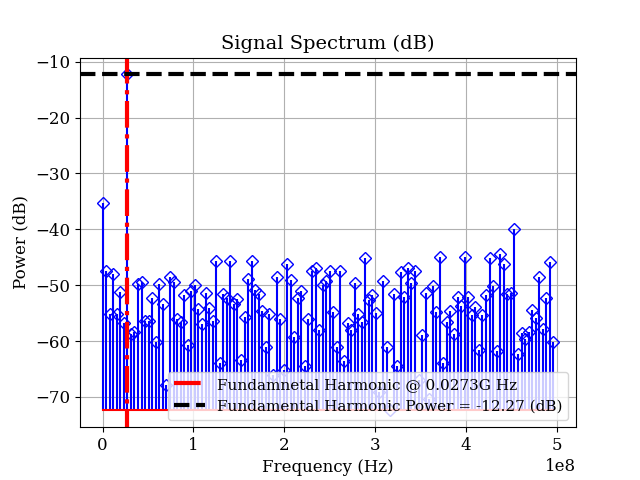 Signal Spectrum (dB)
Power (dB)
−10
−20
−30
−40
−50
−60
−70
Fundamnetal Harmonic @ 0.0273G Hz
Fundamental Harmonic Power = -12.27 (dB)
0 1 2 3 4 5
1e8
Frequency (Hz)